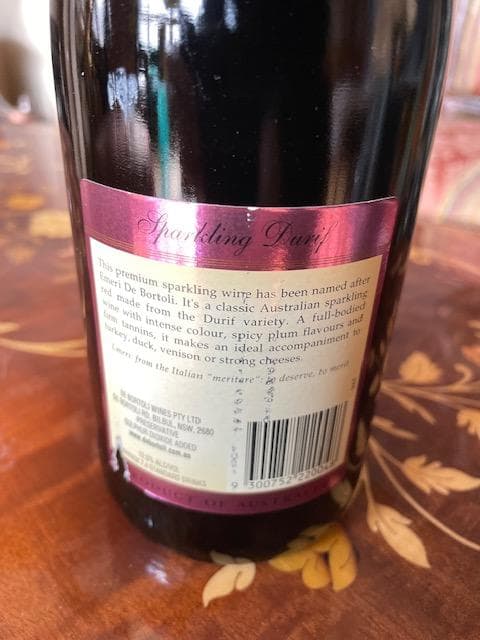 Sparkling Durif
This premium sparkling wine has been named after
Emeri De Bortoli. It's a classic Australian sparkling
red made from the Durif variety. A full-bodied
wine with intense colour, spicy plum flavours and
firm tannins, it makes an ideal accompaniment to
turkey, duck, venison or strong cheeses.
Emeri: from the Italian "meritare": to deserve, to merit
DE BORTOLI WINES PTY LTD
DE BORTOLI RD. BILBUL, NSW, 2680
PRESERVATIVE
SULPHUR DIOXIDE ADDED
www.debortoli.com.au
ALCOHOL
STANDARD DRINKS
PRODUCT OF AUSTRALIA